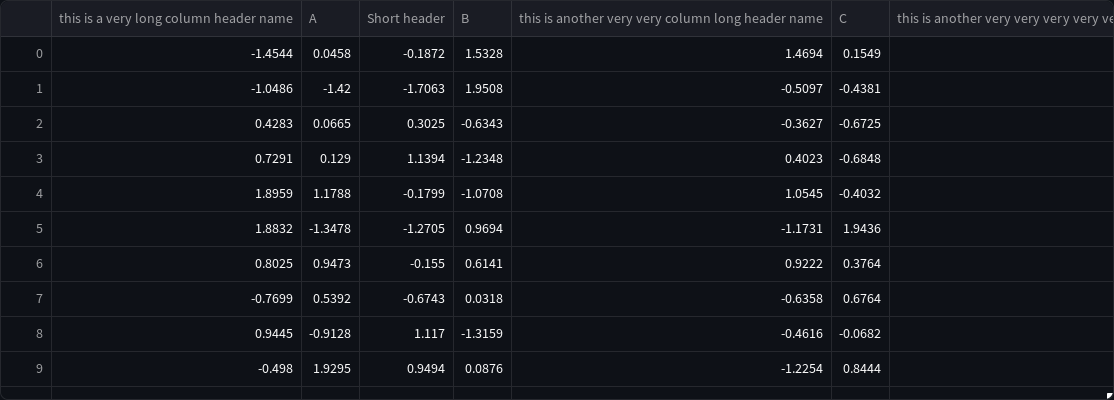 this is a very long column header name A Short header B this is another very very column long header name C this is another very very very very
0 -1.4544 0.0458 -0.1872 1.5328 1.4694 0.1549
1 -1.0486 -1.42 -1.7063 1.9508 -0.5097 -0.4381
2 0.4283 0.0665 0.3025 -0.6343 -0.3627 -0.6725
3 0.7291 0.129 1.1394 -1.2348 0.4023 -0.6848
4 1.8959 1.1788 -0.1799 -1.0708 1.0545 -0.4032
5 1.8832 -1.3478 -1.2705 0.9694 -1.1731 1.9436
6 0.8025 0.9473 -0.155 0.6141 0.9222 0.3764
7 -0.7699 0.5392 -0.6743 0.0318 -0.6358 0.6764
8 0.9445 -0.9128 1.117 -1.3159 -0.4616 -0.0682
9 -0.498 1.9295 0.9494 0.0876 -1.2254 0.8444